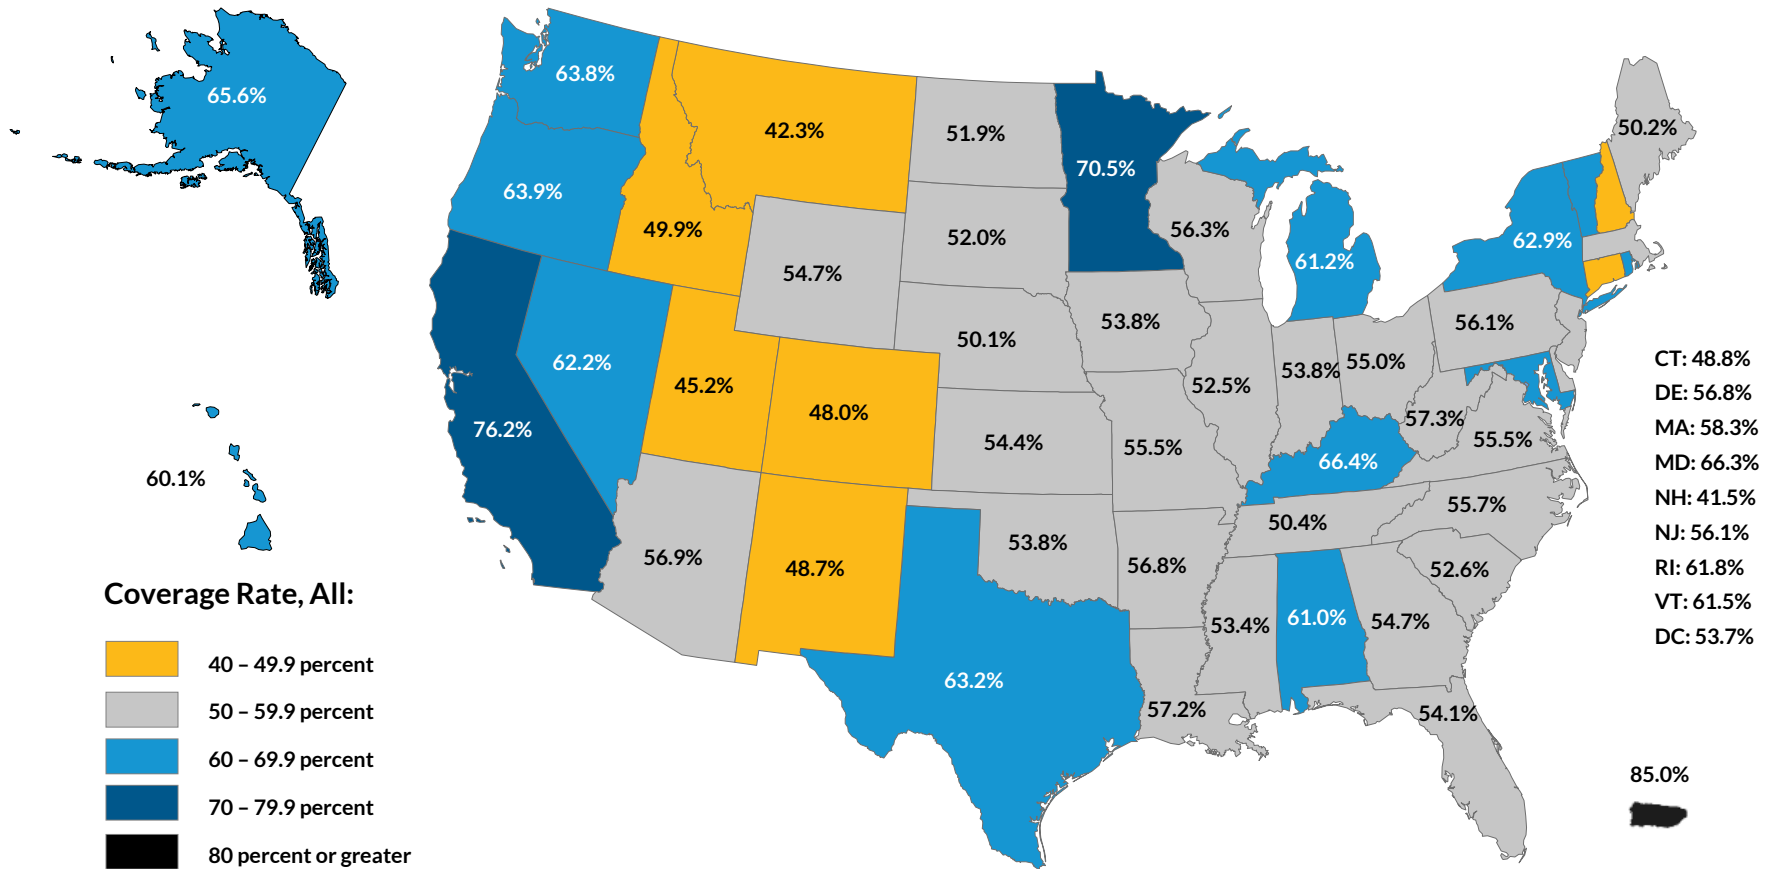 65.6%
63.8%
42.3%
51.9%
70.5%
50.2%
63.9%
49.9%
54.7%
52.0%
56.3%
61.2%
62.9%
76.2%
62.2%
45.2%
48.0%
50.1%
53.8%
52.5%
53.8%
55.0%
56.1%
60.1%
54.4%
55.5%
66.4%
57.3%
55.5%
56.9%
48.7%
53.8%
56.8%
50.4%
55.7%
63.2%
57.2%
53.4%
61.0%
54.7%
52.6%
54.1%
CT: 48.8%
DE: 56.8%
MA: 58.3%
MD: 66.3%
NH: 41.5%
NJ: 56.1%
RI: 61.8%
VT: 61.5%
DC: 53.7%
85.0%
Coverage Rate, All:
40 – 49.9 percent
50 – 59.9 percent
60 – 69.9 percent
70 – 79.9 percent
80 percent or greater